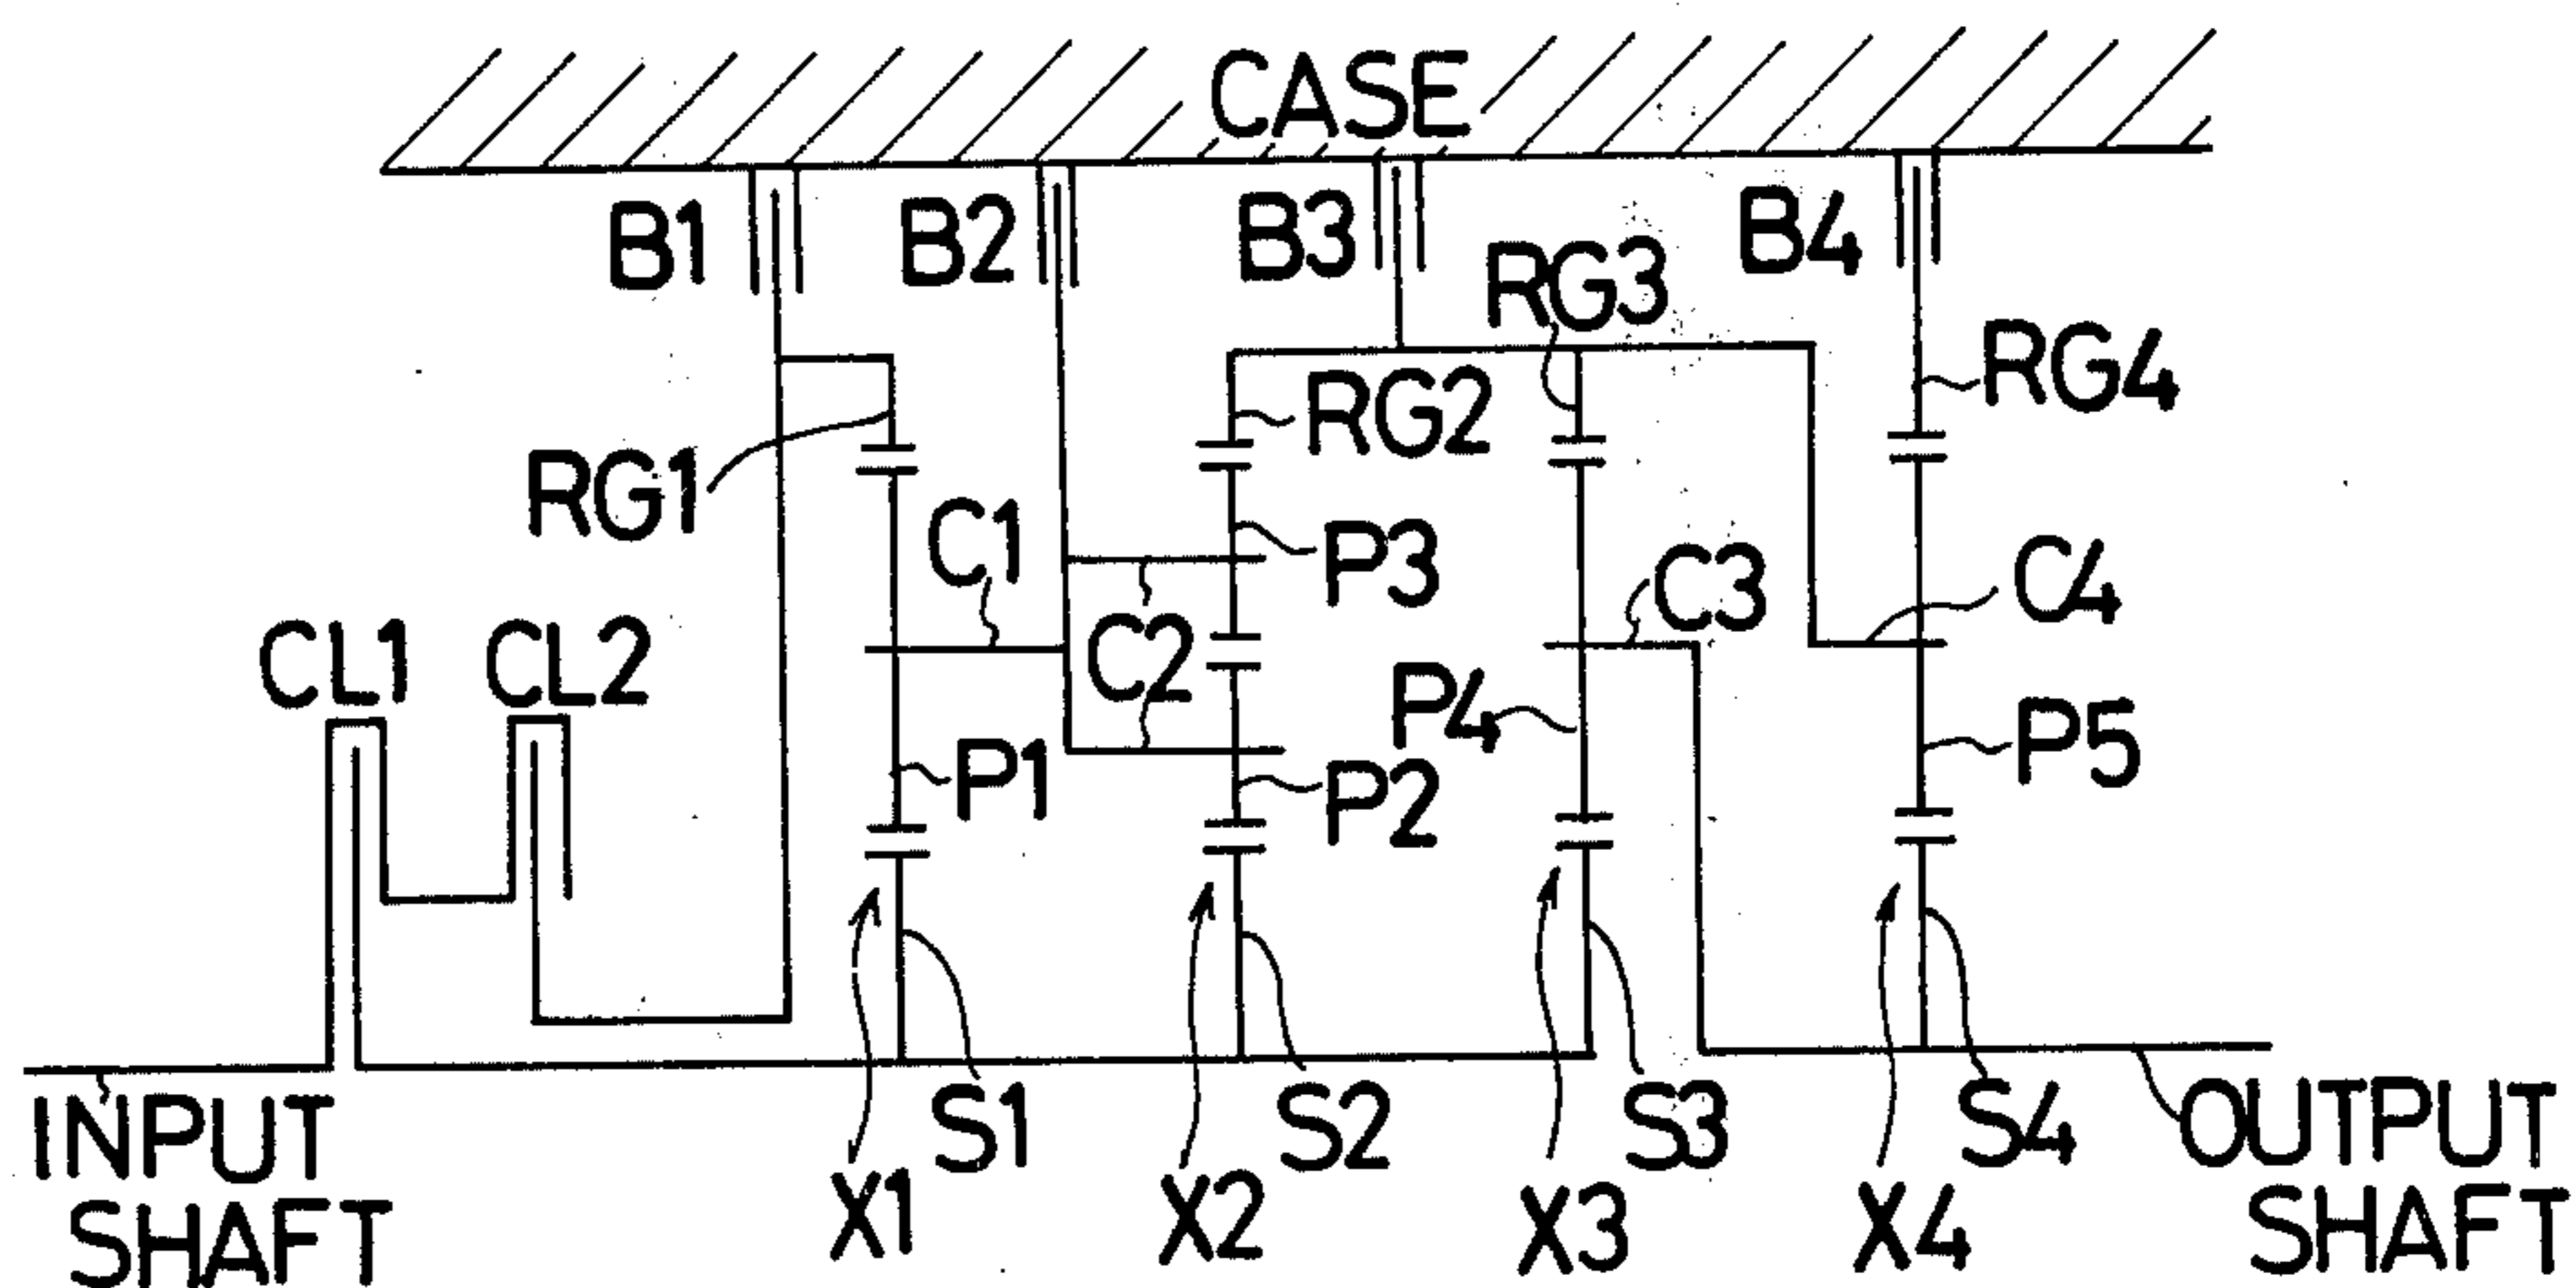 CASE
B1 B2 B3 B4
RG3
RG4
RG2
RG1
C1 P3 C3 C4
CL1 CL2 C2 P4
P1 P2 P5
INPUT SHAFT
S1 S2 S3 S4
OUTPUT SHAFT
X1 X2 X3 X4